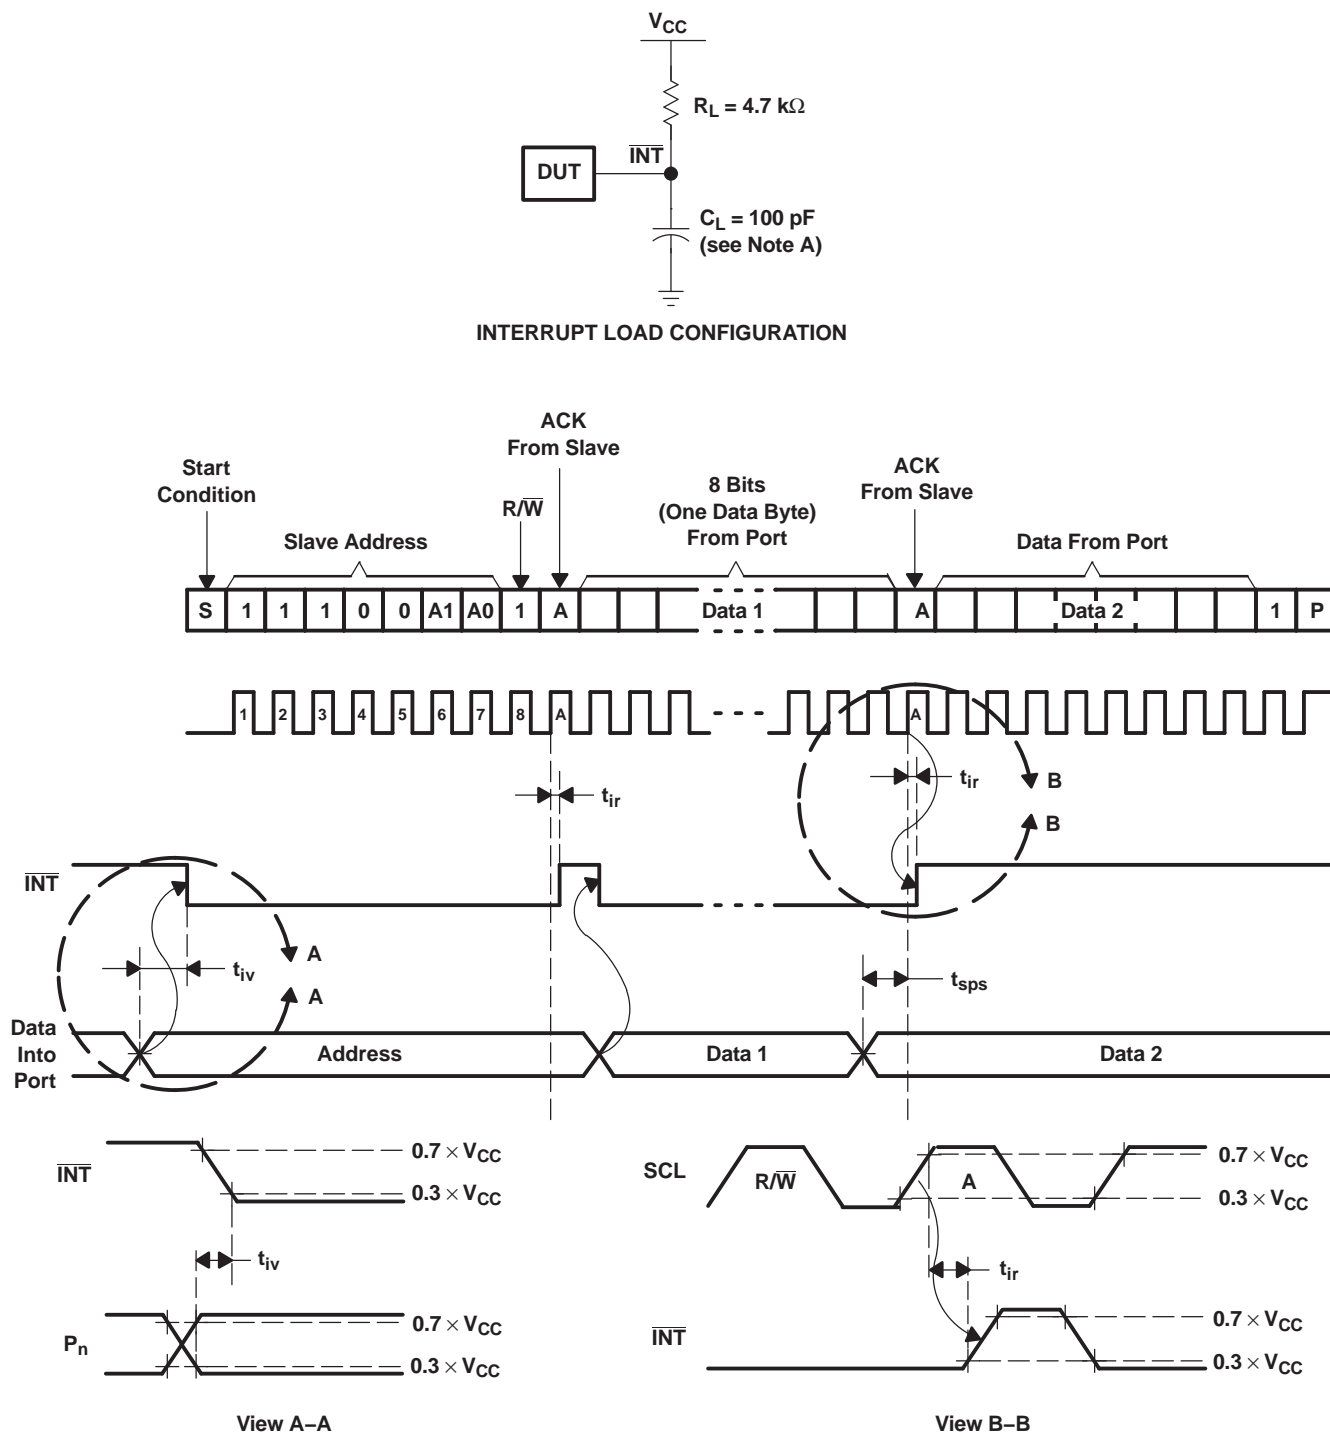 VCC
RL = 4.7 kΩ
INT
DUT
CL = 100 pF
(see Note A)
INTERRUPT LOAD CONFIGURATION
ACK
From Slave
Start
Condition
R/W
8 Bits
(One Data Byte)
From Port
ACK
From Slave
Slave Address
Data From Port
S 1 1 1 0 0 A1 A0 1 A Data 1 A Data 2 1 P
1 2 3 4 5 6 7 8 A A
tir
tir
B
B
INT
A
tiv
A
tsps
Data
Into
Port
Address
Data 1
Data 2
INT
0.7 × VCC
0.3 × VCC
tiv
Pn
0.7 × VCC
0.3 × VCC
View A–A
SCL
R/W
A
0.7 × VCC
0.3 × VCC
tir
INT
0.7 × VCC
0.3 × VCC
View B–B